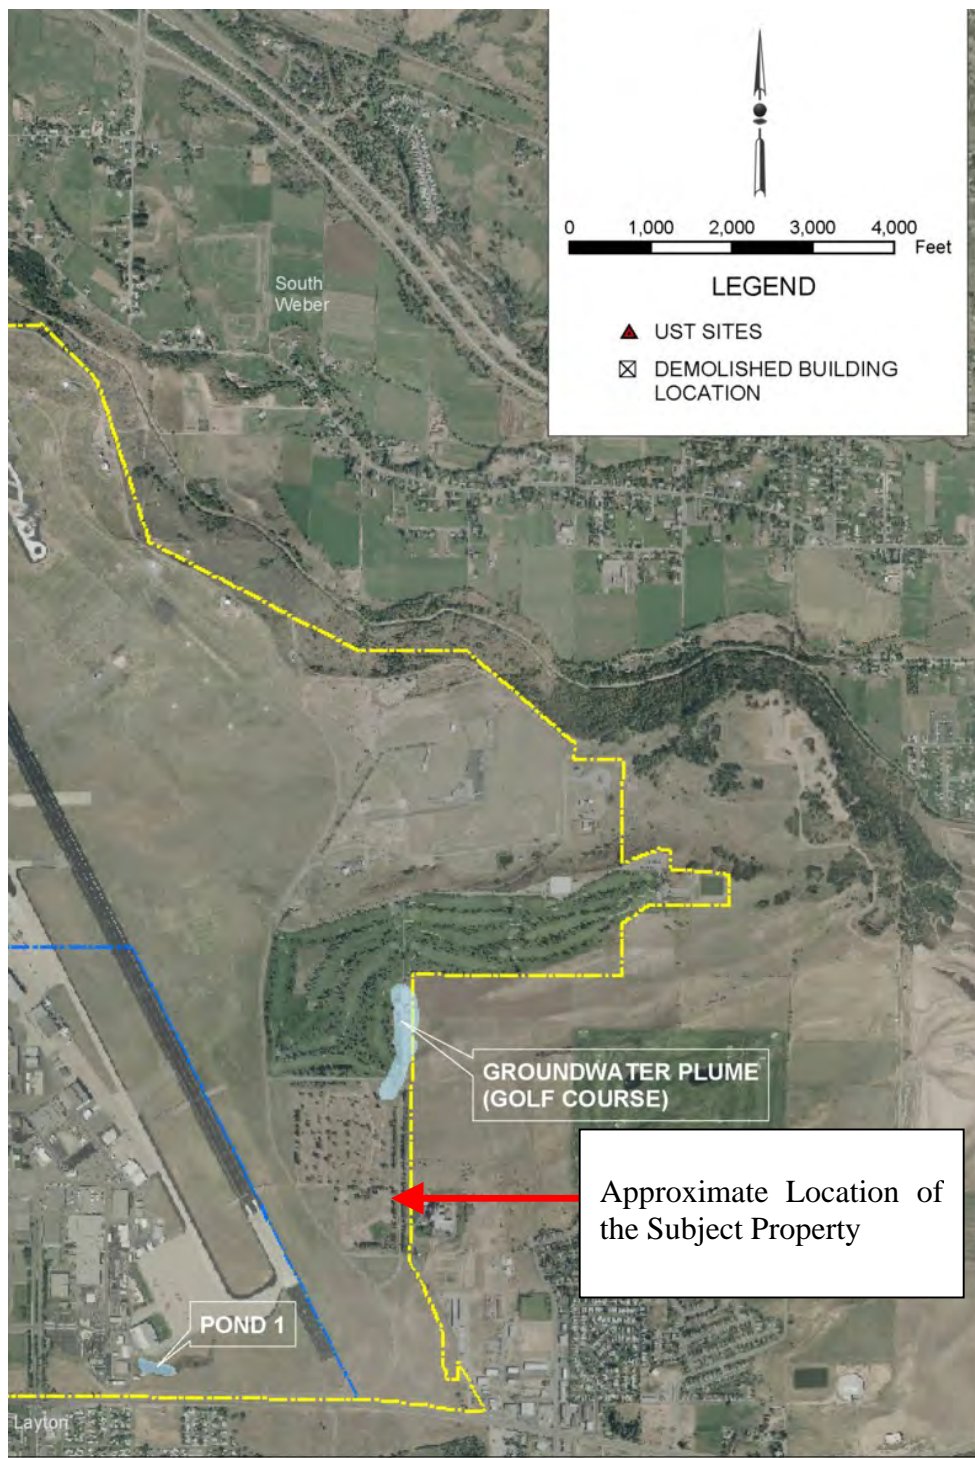 0 1,000 2,000 3,000 4,000
Feet
LEGEND
UST SITES
DEMOLISHED BUILDING
LOCATION
South
Weber
GROUNDWATER PLUME
(GOLF COURSE)
Approximate Location of
the Subject Property
POND 1
Layton